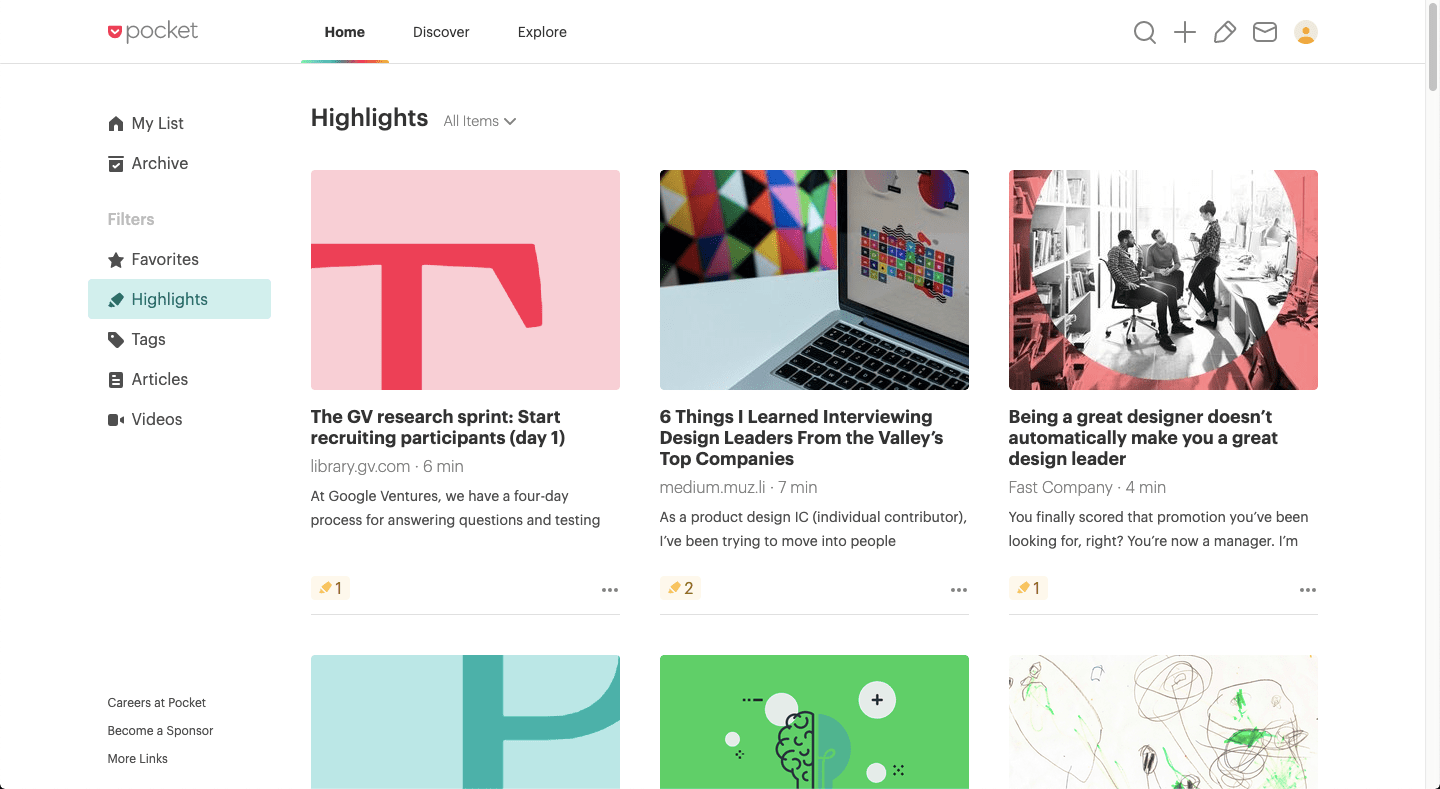 pocket
Home
Discover
Explore
My List
Archive
Filters
Favorites
Highlights
Tags
Articles
Videos
Careers at Pocket
Become a Sponsor
More Links
Highlights
All Items
T
The GV research sprint: Start
recruiting participants (day 1)
library.gv.com · 6 min
At Google Ventures, we have a four-day
process for answering questions and testing
1
6 Things I Learned Interviewing
Design Leaders From the Valley’s
Top Companies
medium.muz.li · 7 min
As a product design IC (individual contributor),
I’ve been trying to move into people
2
Being a great designer doesn’t
automatically make you a great
design leader
Fast Company · 4 min
You finally scored that promotion you’ve been
looking for, right? You’re now a manager. I’m
1
P